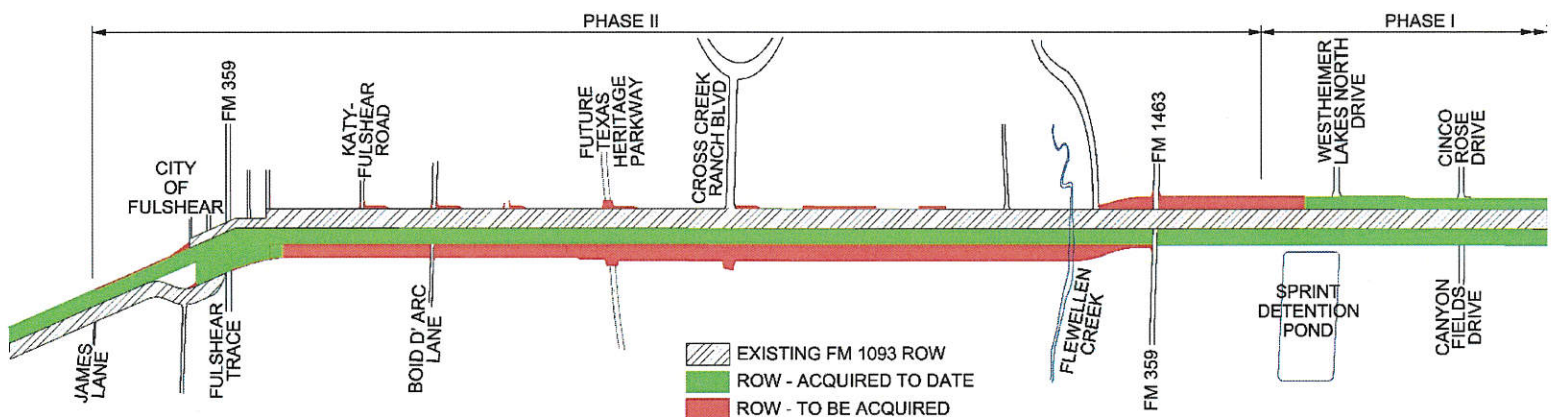 PHASE II
PHASE I
FM 359
CITY
OF
FULSHEAR
KATY-
FULSHEAR
ROAD
FUTURE
TEXAS
HERITAGE
PARKWAY
CROSS CREEK
RANCH BLVD
FM 1463
WESTHEIMER
LAKES NORTH
DRIVE
CINCO
ROSE
DRIVE
JAMES
LANE
FULSHEAR
TRACE
BOID D' ARC
LANE
FLEWELLEN
CREEK
FM 359
SPRINT
DETENTION
POND
CANYON
FIELDS
DRIVE
EXISTING FM 1093 ROW
ROW - ACQUIRED TO DATE
ROW - TO BE ACQUIRED